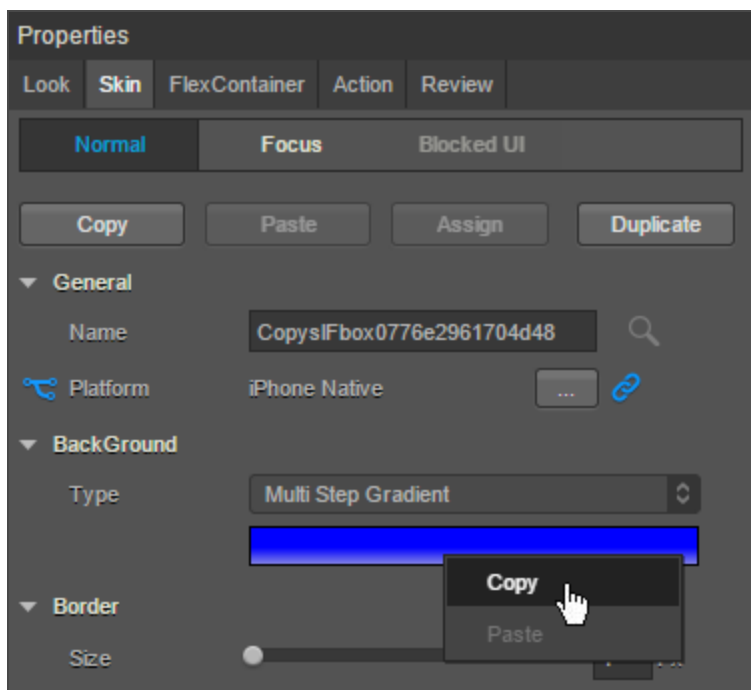 Properties
Look Skin FlexContainer Action Review
Normal Focus Blocked UI
Copy Paste Assign Duplicate
General
Name CopyslFbox0776e2961704d48
Platform iPhone Native ...
BackGround
Type Multi Step Gradient
Copy
Border
Paste
Size